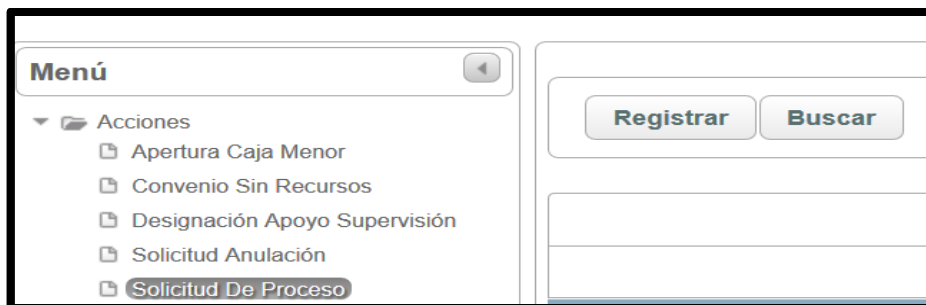 Menú
Acciones
Apertura Caja Menor
Convenio Sin Recursos
Designación Apoyo Supervisión
Solicitud Anulación
Solicitud De Proceso
Registrar Buscar